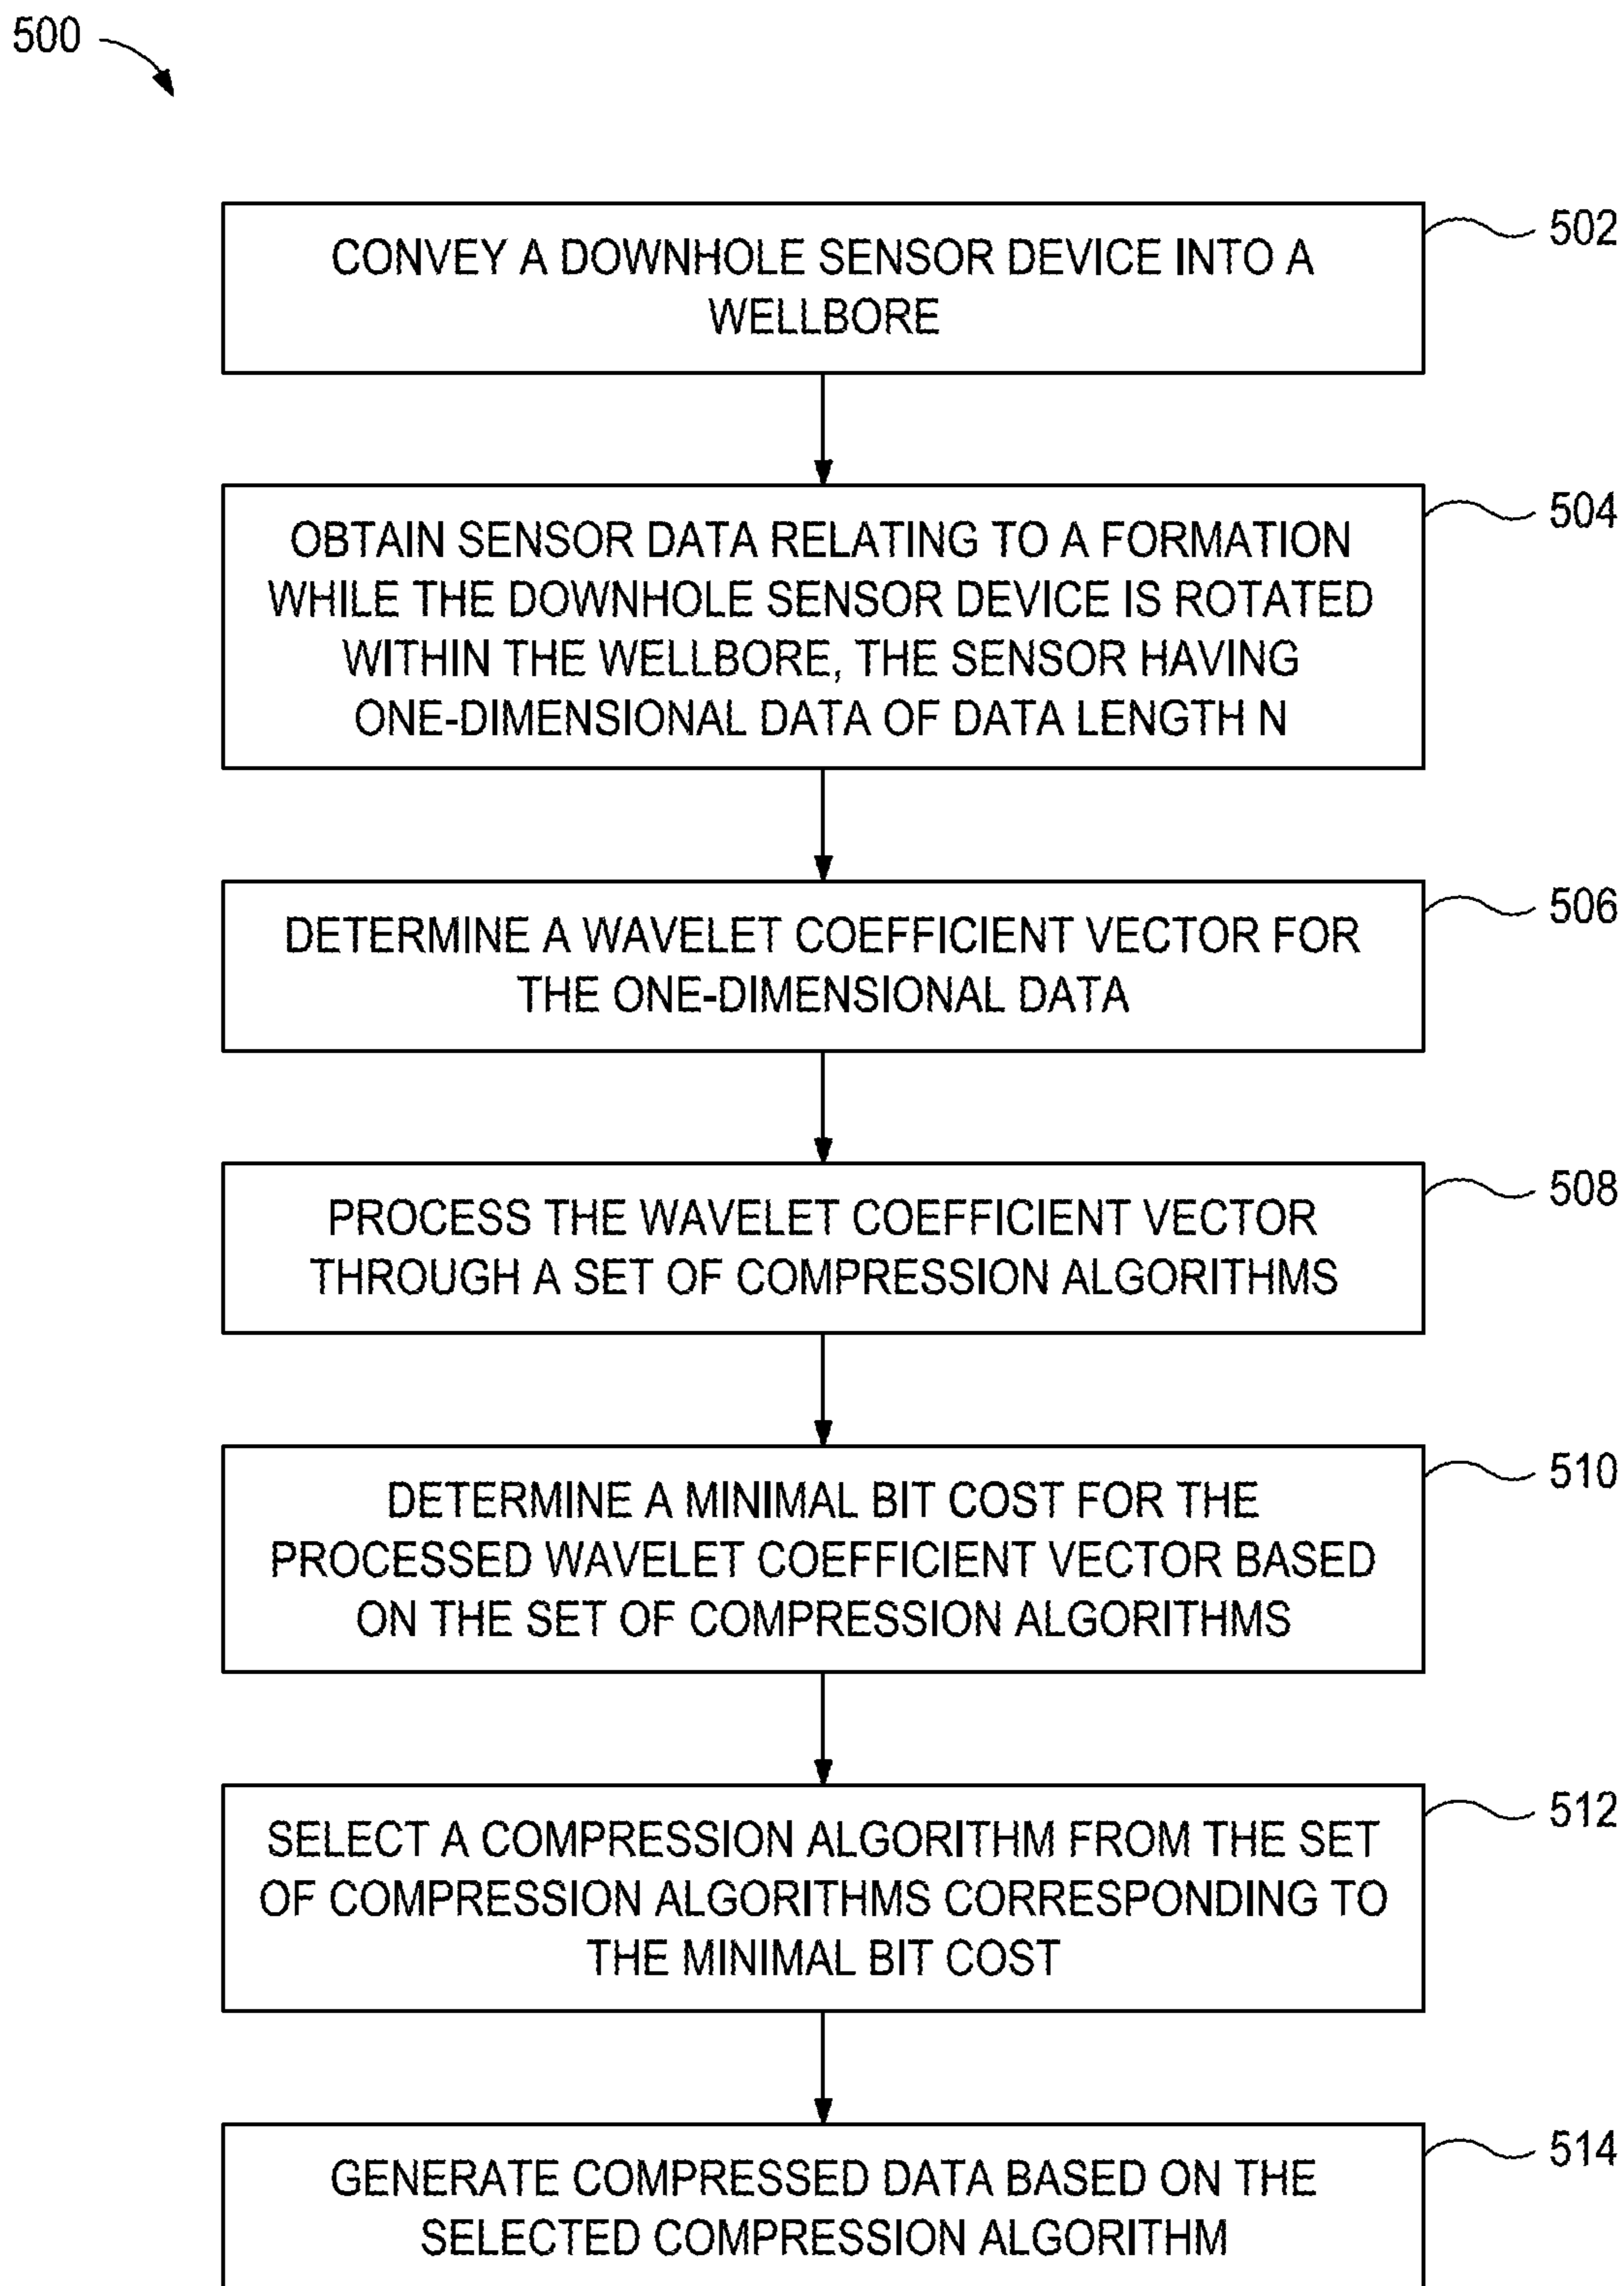 500
CONVEY A DOWNHOLE SENSOR DEVICE INTO A
WELLBORE
502
OBTAIN SENSOR DATA RELATING TO A FORMATION
WHILE THE DOWNHOLE SENSOR DEVICE IS ROTATED
WITHIN THE WELLBORE, THE SENSOR HAVING
ONE-DIMENSIONAL DATA OF DATA LENGTH N
504
DETERMINE A WAVELET COEFFICIENT VECTOR FOR
THE ONE-DIMENSIONAL DATA
506
PROCESS THE WAVELET COEFFICIENT VECTOR
THROUGH A SET OF COMPRESSION ALGORITHMS
508
DETERMINE A MINIMAL BIT COST FOR THE
PROCESSED WAVELET COEFFICIENT VECTOR BASED
ON THE SET OF COMPRESSION ALGORITHMS
510
SELECT A COMPRESSION ALGORITHM FROM THE SET
OF COMPRESSION ALGORITHMS CORRESPONDING TO
THE MINIMAL BIT COST
512
GENERATE COMPRESSED DATA BASED ON THE
SELECTED COMPRESSION ALGORITHM
514